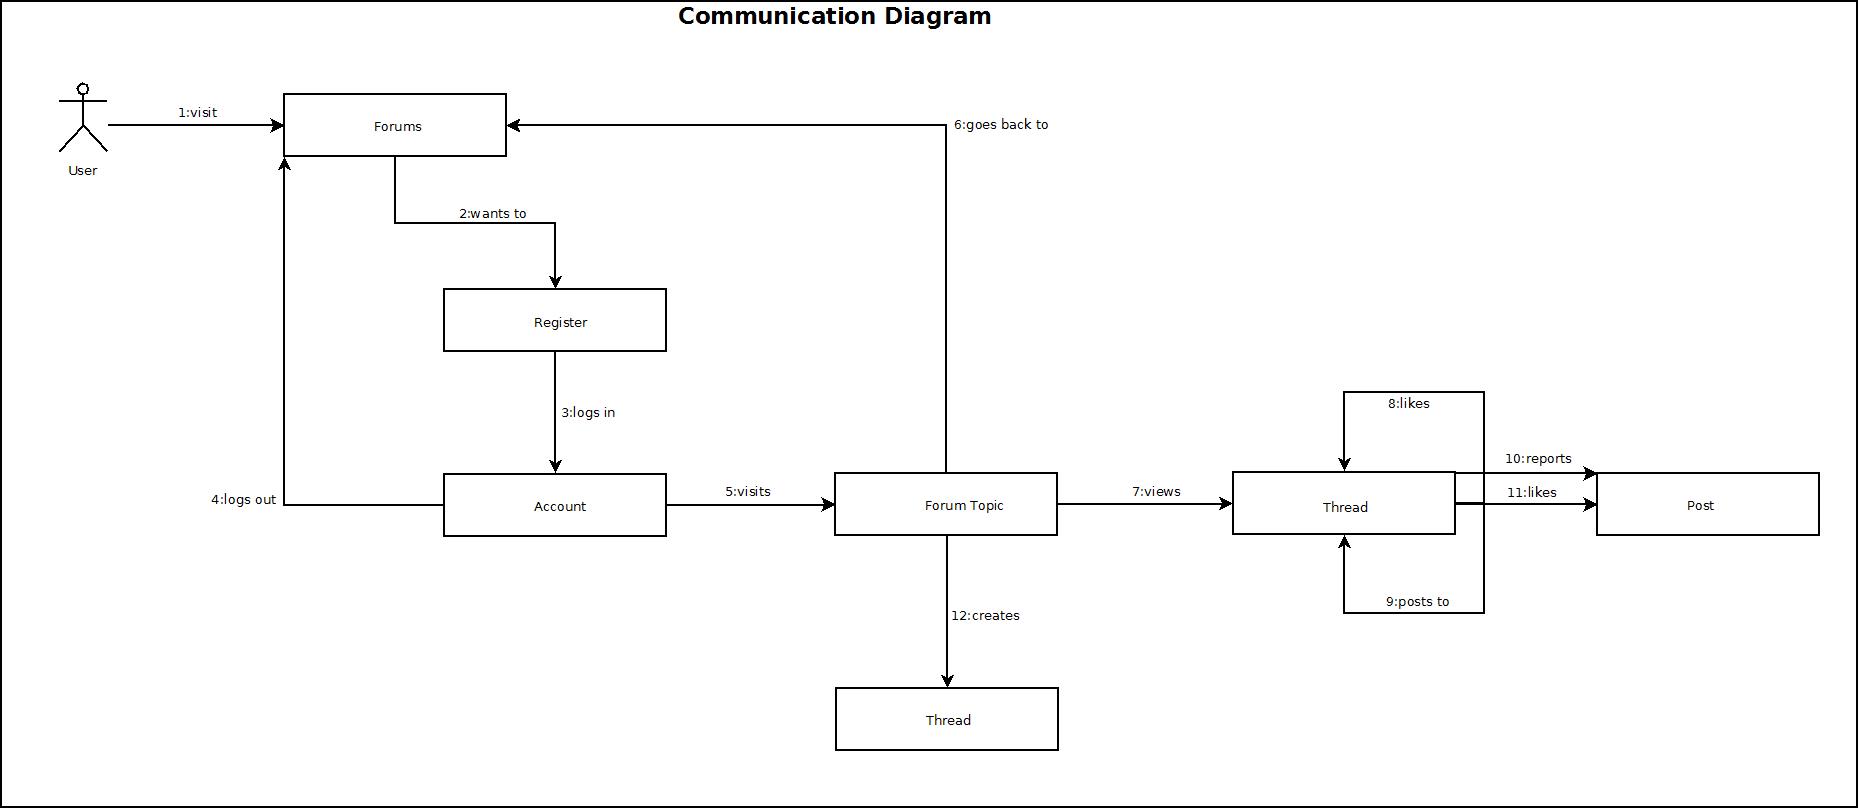 Communication Diagram
1:visit
Forums
6:goes back to
User
2:wants to
Register
3:logs in
8:likes
10:reports
4:logs out
Account
5:visits
Forum Topic
7:views
Thread
11:likes
Post
9:posts to
12:creates
Thread